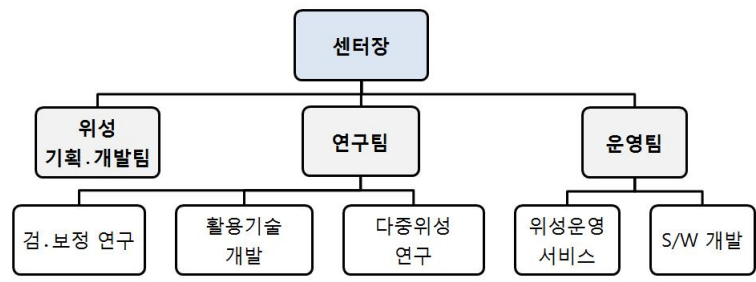 센터장
위성
기획.개발팀
연구팀
운영팀
검.보정 연구
활용기술
개발
다중위성
연구
위성운영
서비스
S/W 개발